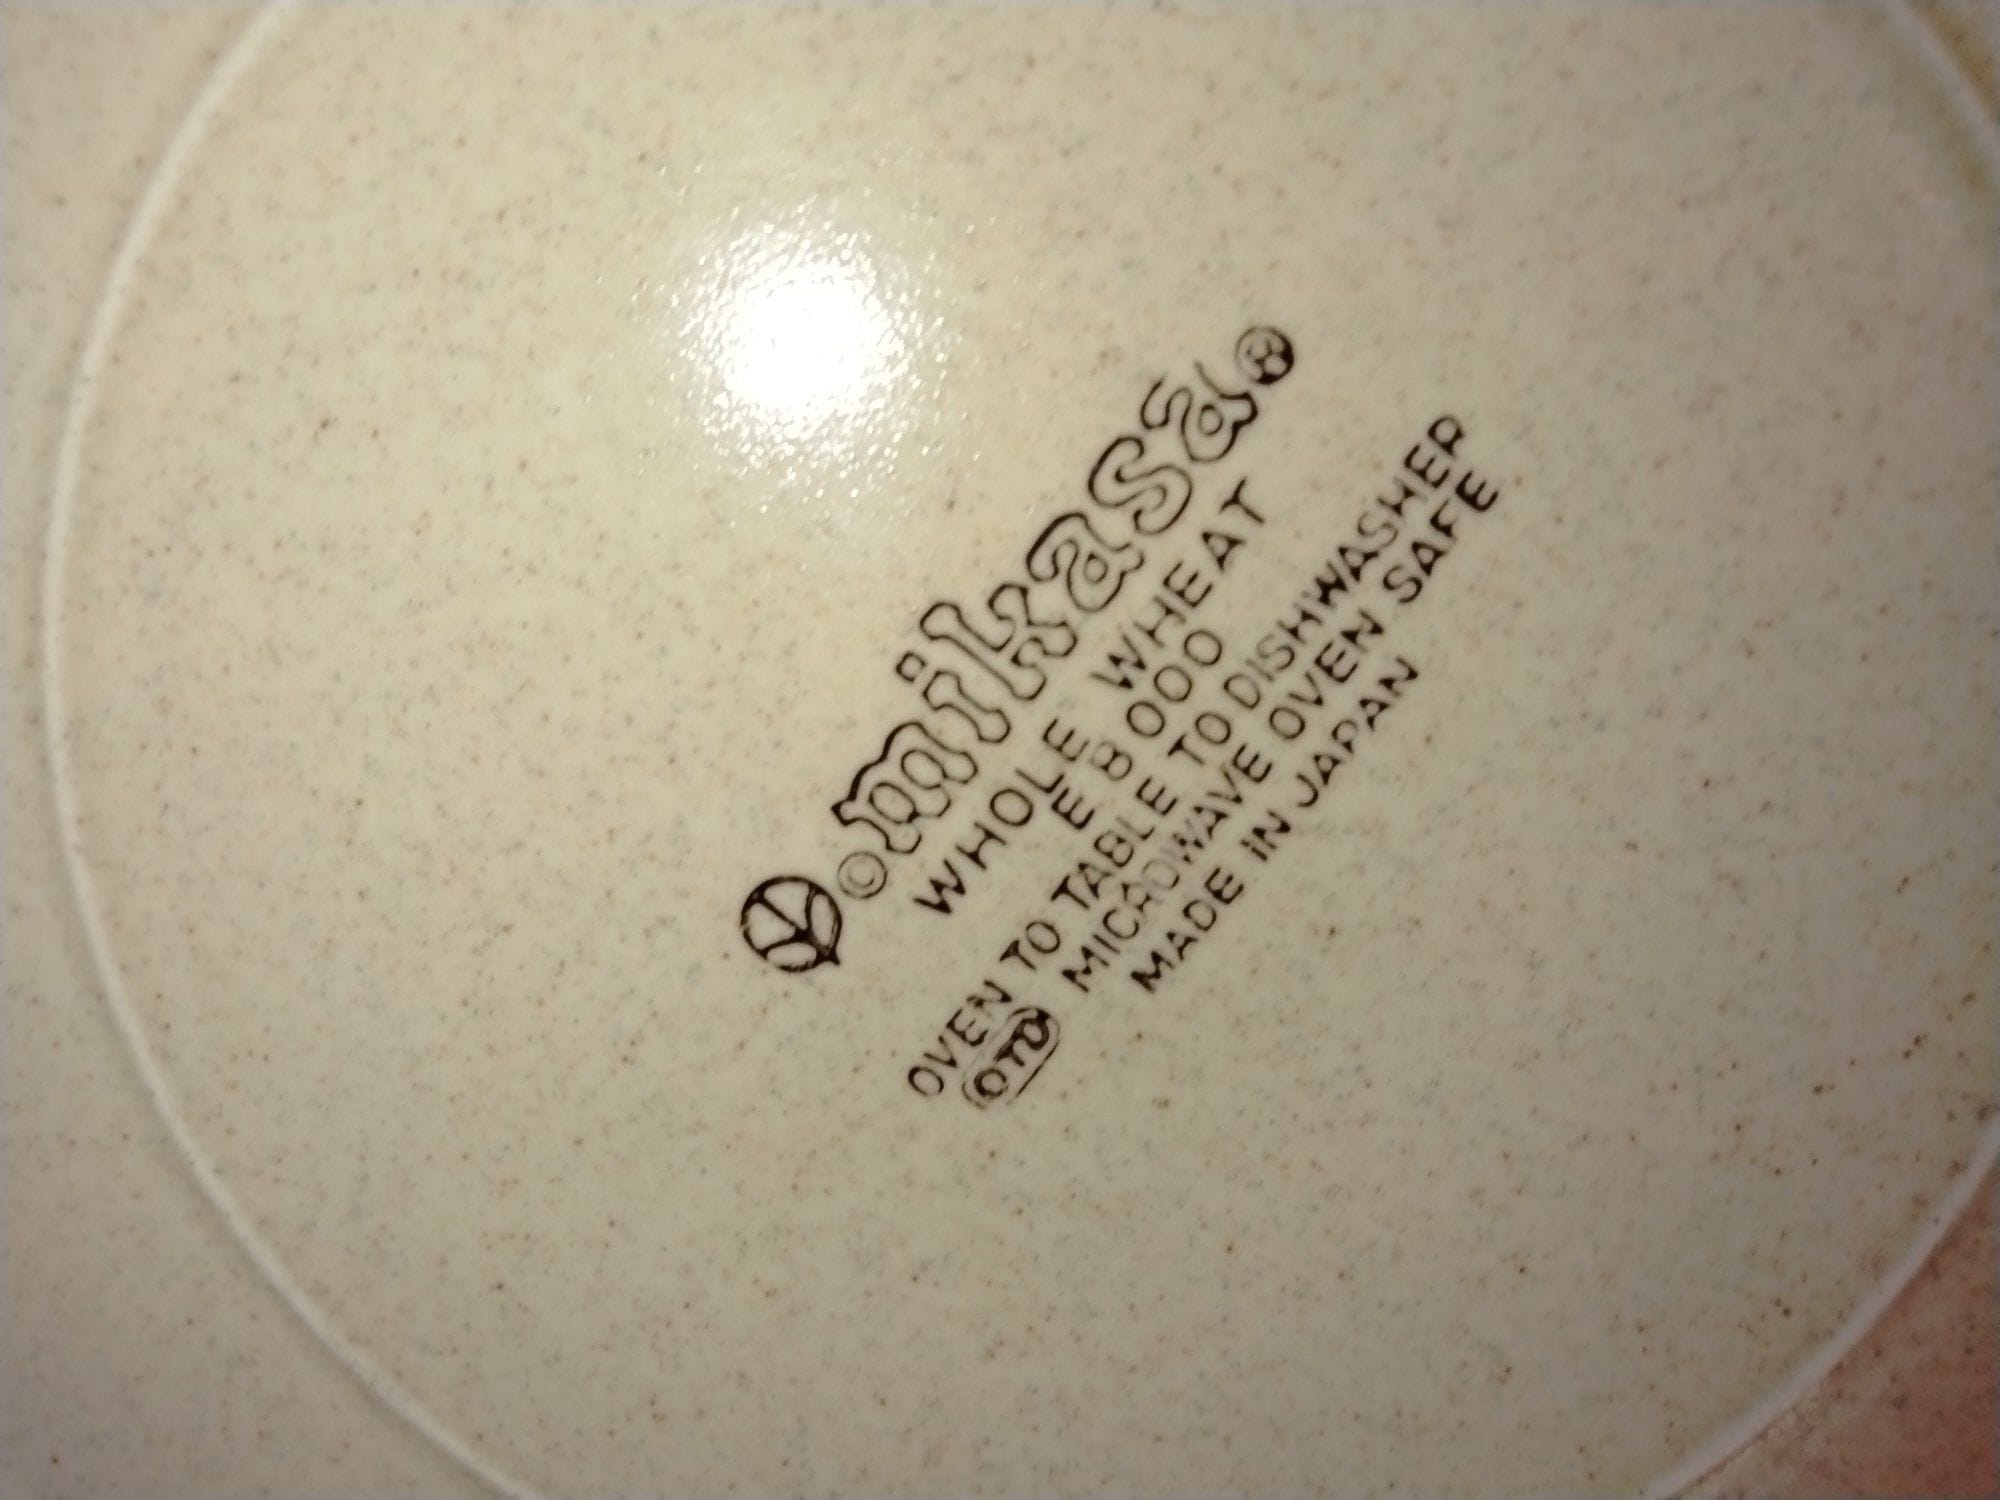 © mikasa ®
WHOLE WHEAT
E 8000
OVEN TO TABLE TO DISHWASHER
OTD MICROWAVE OVEN SAFE
MADE IN JAPAN